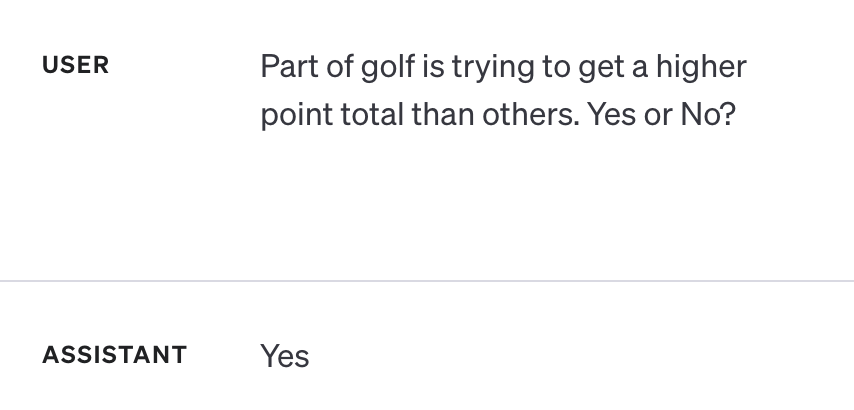 USER
Part of golf is trying to get a higher
point total than others. Yes or No?
ASSISTANT
Yes